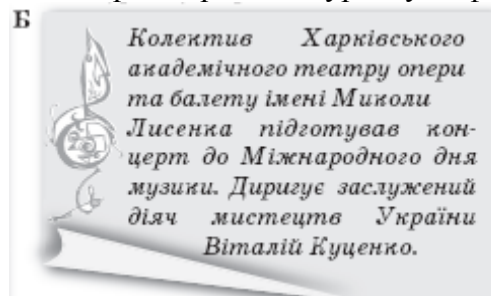 Б
Колектив Харківського
академічного театру опери
та балету імені Миколи
Лисенка підготував кон-
церт до Міжнародного дня
музики. Диригує заслужений
діяч мистецтв України
Віталій Куценко.